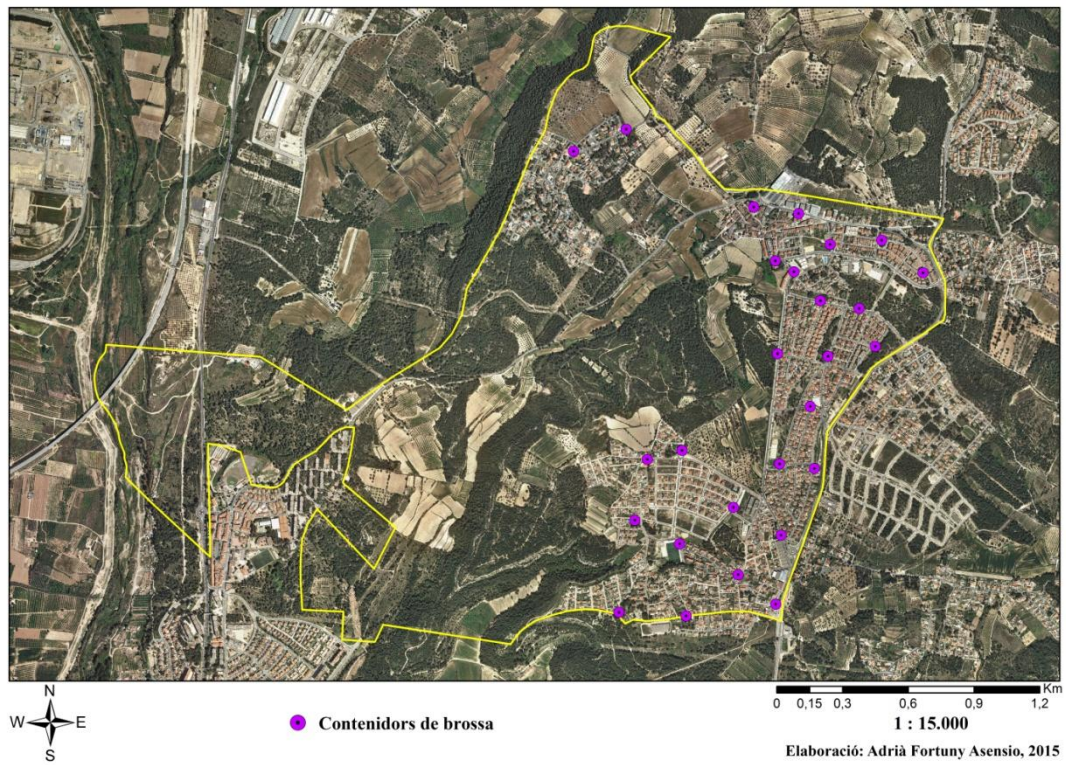 N
W E
S
Contenidors de brossa
Km
0 0,15 0,3 0,6 0,9 1,2
1 : 15.000
Elaboració: Adrià Fortuny Asensio, 2015